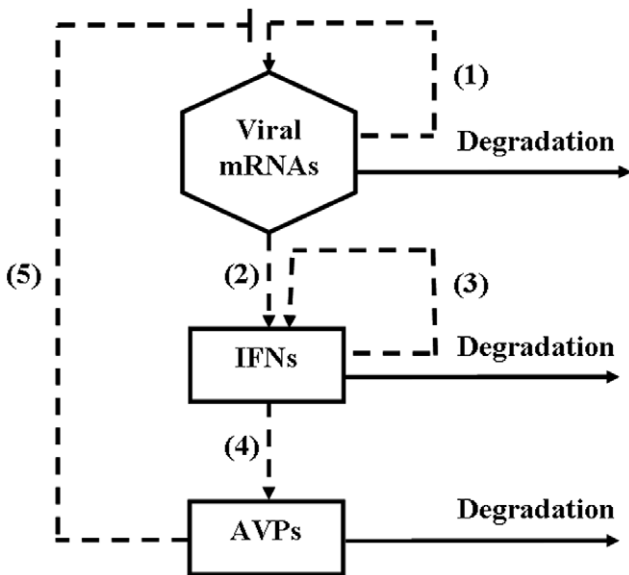 (1)
Viral
mRNAs
Degradation
(5)
(2)
(3)
IFNs
Degradation
(4)
AVPs
Degradation